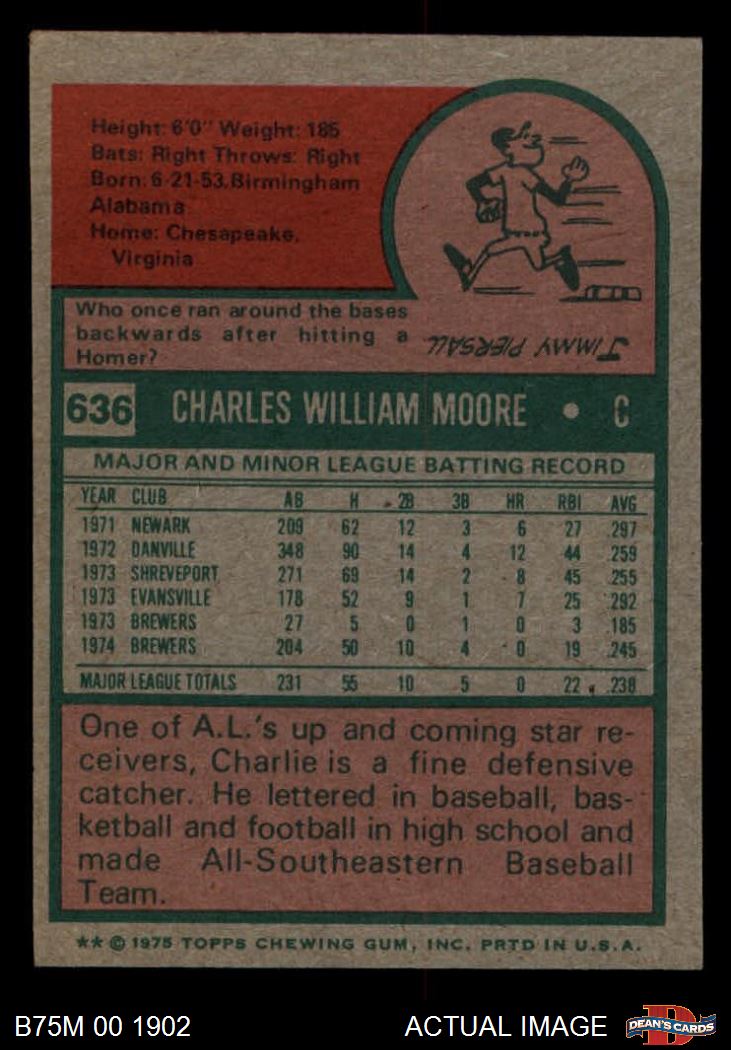 Height: 6'0" Weight: 185
Bats: Right Throws: Right
Born: 6-21-53, Birmingham
Alabama
Home: Chesapeake,
Virginia
Who once ran around the bases
backwards after hitting a
Homer?
JIMMY PIERSALL
636 CHARLES WILLIAM MOORE • C
MAJOR AND MINOR LEAGUE BATTING RECORD
YEAR CLUB AB H 2B 3B HR RBI AVG
1971 NEWARK 209 62 12 3 6 27 .297
1972 DANVILLE 348 90 14 4 12 44 .259
1973 SHREVEPORT 271 69 14 2 8 45 .255
1973 EVANSVILLE 178 52 9 1 7 25 .292
1973 BREWERS 27 5 0 1 0 3 .185
1974 BREWERS 204 50 10 4 0 19 .245
MAJOR LEAGUE TOTALS 231 55 10 5 0 22 .238
One of A.L.'s up and coming star re-
ceivers, Charlie is a fine defensive
catcher. He lettered in baseball, bas-
ketball and football in high school and
made All-Southeastern Baseball
Team.
** © 1975 TOPPS CHEWING GUM, INC. PRTD IN U.S.A.
B75M 00 1902 ACTUAL IMAGE DEAN'S CARDS